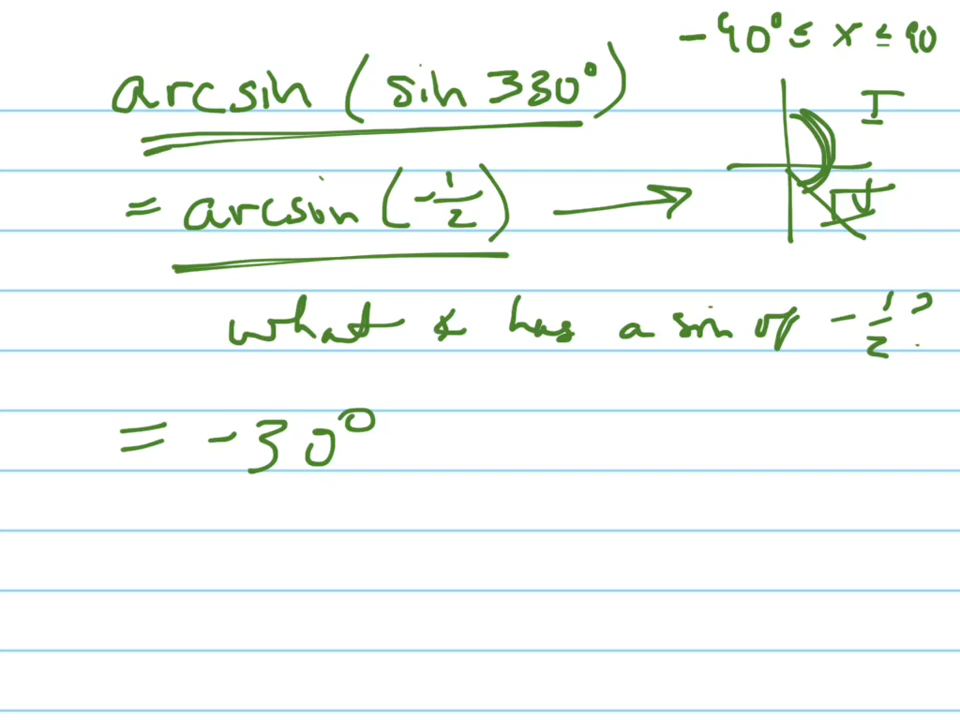 -90° ≤ x ≤ 90
arcsin (sin 330°)
I
= arcsin (-1/2) →
IV
what ∢ has a sin of -1/2?
= -30°